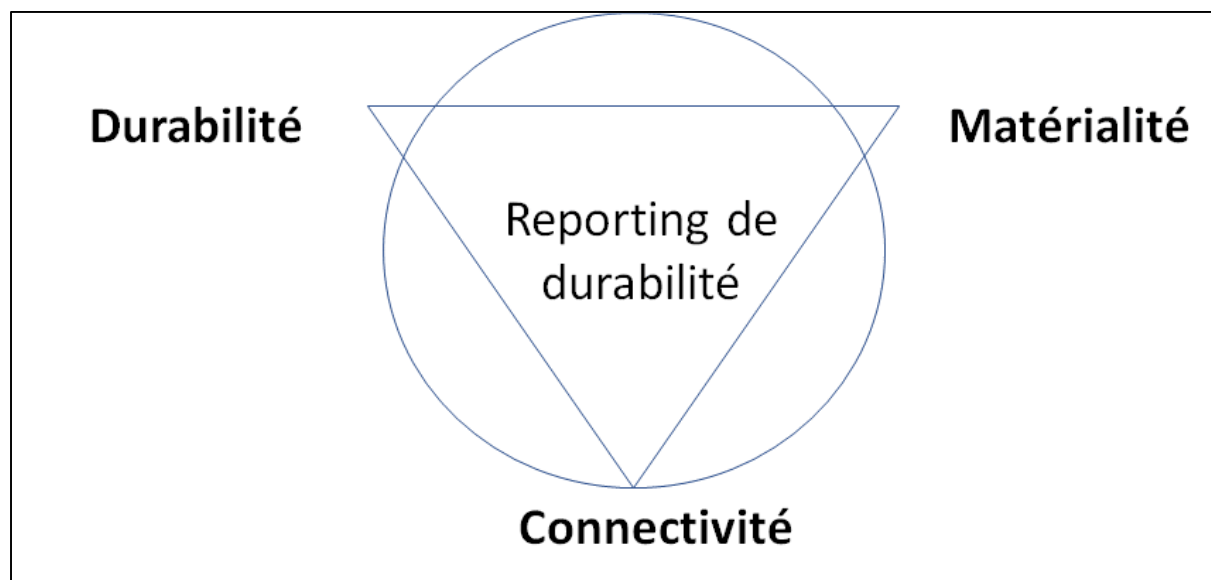 Durabilité
Matérialité
Reporting de
durabilité
Connectivité